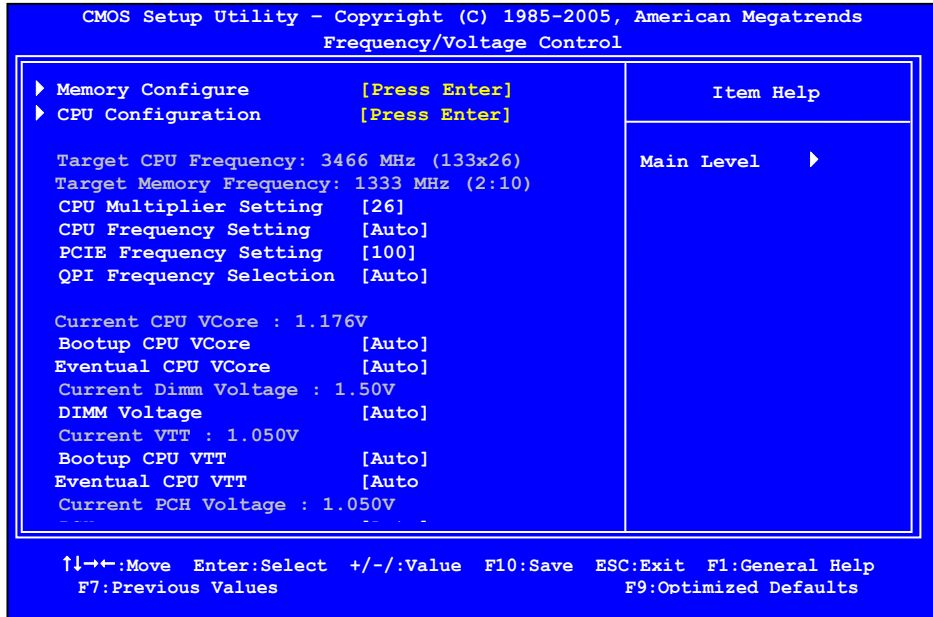 CMOS Setup Utility – Copyright (C) 1985-2005, American Megatrends
Frequency/Voltage Control
Memory Configure [Press Enter]
CPU Configuration [Press Enter]
Item Help
Target CPU Frequency: 3466 MHz (133x26)
Main Level
Target Memory Frequency: 1333 MHz (2:10)
CPU Multiplier Setting [26]
CPU Frequency Setting [Auto]
PCIE Frequency Setting [100]
QPI Frequency Selection [Auto]
Current CPU VCore : 1.176V
Bootup CPU VCore [Auto]
Eventual CPU VCore [Auto]
Current Dimm Voltage : 1.50V
DIMM Voltage [Auto]
Current VTT : 1.050V
Bootup CPU VTT [Auto]
Eventual CPU VTT [Auto
Current PCH Voltage : 1.050V
↑↓→←:Move Enter:Select +/-/:Value F10:Save ESC:Exit F1:General Help
F7:Previous Values F9:Optimized Defaults